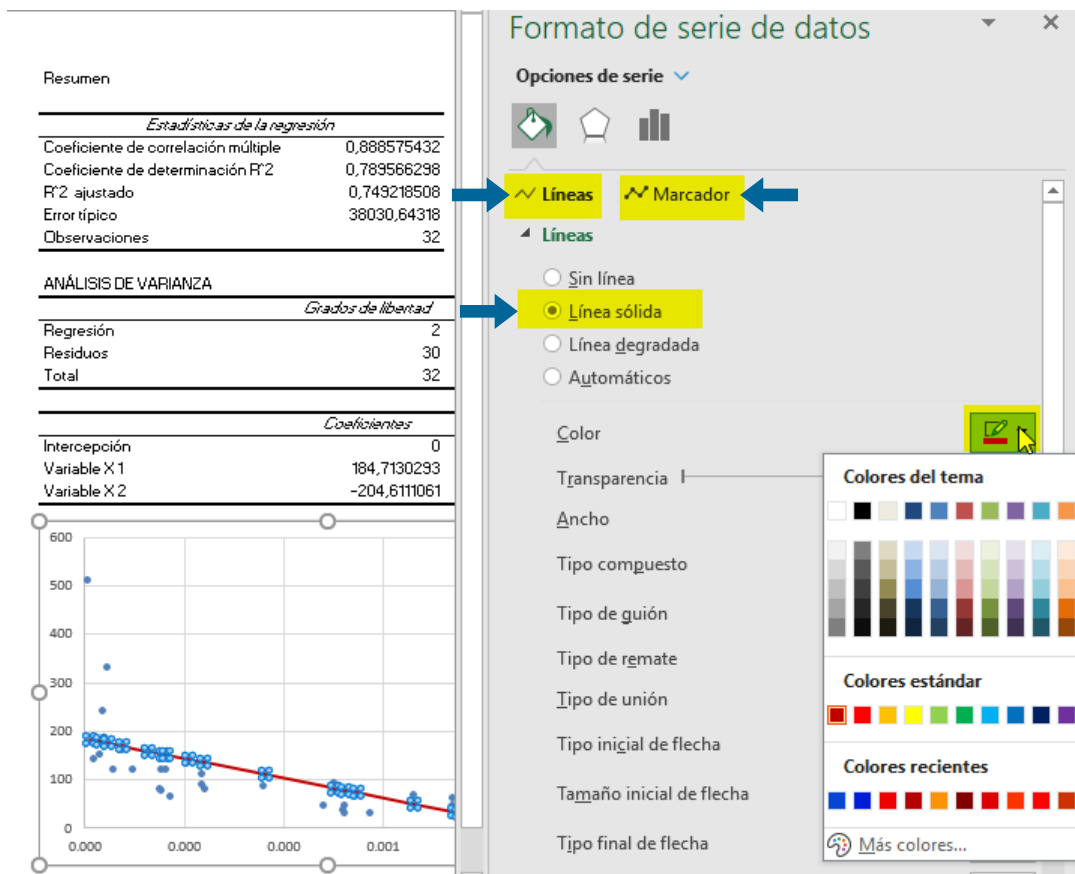 Resumen
Estadísticas de la regresión
Coeficiente de correlación múltiple 0,888575432
Coeficiente de determinación R^2 0,789566298
R^2 ajustado 0,749218508
Error típico 38030,64318
Observaciones 32
ANÁLISIS DE VARIANZA
Grados de libertad
Regresión 2
Residuos 30
Total 32
Coeficientes
Intercepción 0
Variable X 1 184,7130293
Variable X 2 -204,6111061
600
500
400
300
200
100
0
0.000 0.000 0.000 0.001
Formato de serie de datos
Opciones de serie
Líneas Marcador
Líneas
Sin línea
Línea sólida
Línea degradada
Automáticos
Color
Transparencia
Ancho
Tipo compuesto
Tipo de guión
Tipo de remate
Tipo de unión
Tipo inicial de flecha
Tamaño inicial de flecha
Tipo final de flecha
Colores del tema
Colores estándar
Colores recientes
Más colores...